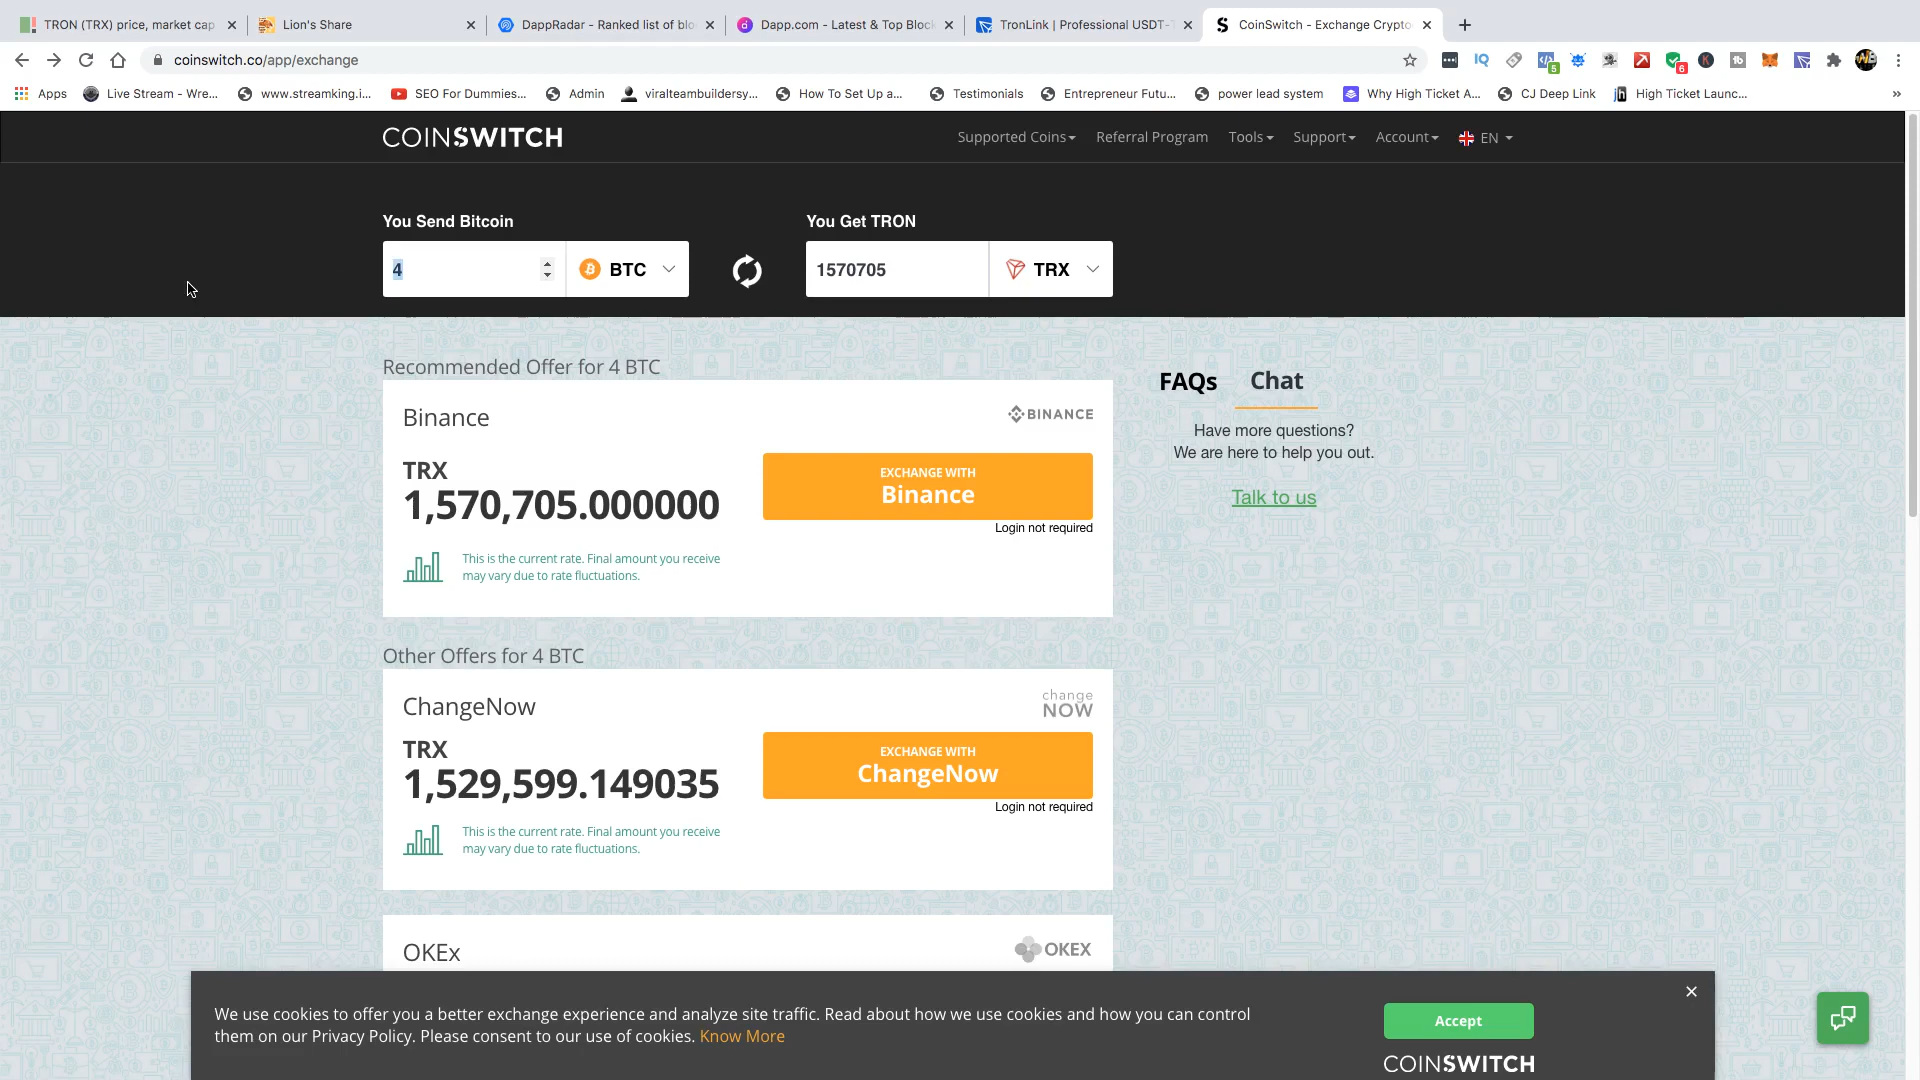 TRON (TRX) price, market cap
Lion's Share
DappRadar - Ranked list of blo
Dapp.com - Latest & Top Block
TronLink | Professional USDT-T
CoinSwitch - Exchange Crypto
coinswitch.co/app/exchange
IQ
5
6
K
Apps
Live Stream - Wre...
www.streamking.i...
SEO For Dummies...
Admin
viralteambuildersy...
How To Set Up a...
Testimonials
Entrepreneur Futu...
power lead system
Why High Ticket A...
CJ Deep Link
High Ticket Launc...
COINSWITCH
Supported Coins
Referral Program
Tools
Support
Account
EN
You Send Bitcoin
You Get TRON
4
BTC
1570705
TRX
Recommended Offer for 4 BTC
Binance
BINANCE
TRX
1,570,705.000000
EXCHANGE WITH
Binance
Login not required
This is the current rate. Final amount you receive
may vary due to rate fluctuations.
FAQs
Chat
Have more questions?
We are here to help you out.
Talk to us
Other Offers for 4 BTC
ChangeNow
change
NOW
TRX
1,529,599.149035
EXCHANGE WITH
ChangeNow
Login not required
This is the current rate. Final amount you receive
may vary due to rate fluctuations.
OKEx
OKEX
We use cookies to offer you a better exchange experience and analyze site traffic. Read about how we use cookies and how you can control
them on our Privacy Policy. Please consent to our use of cookies. Know More
Accept
COINSWITCH